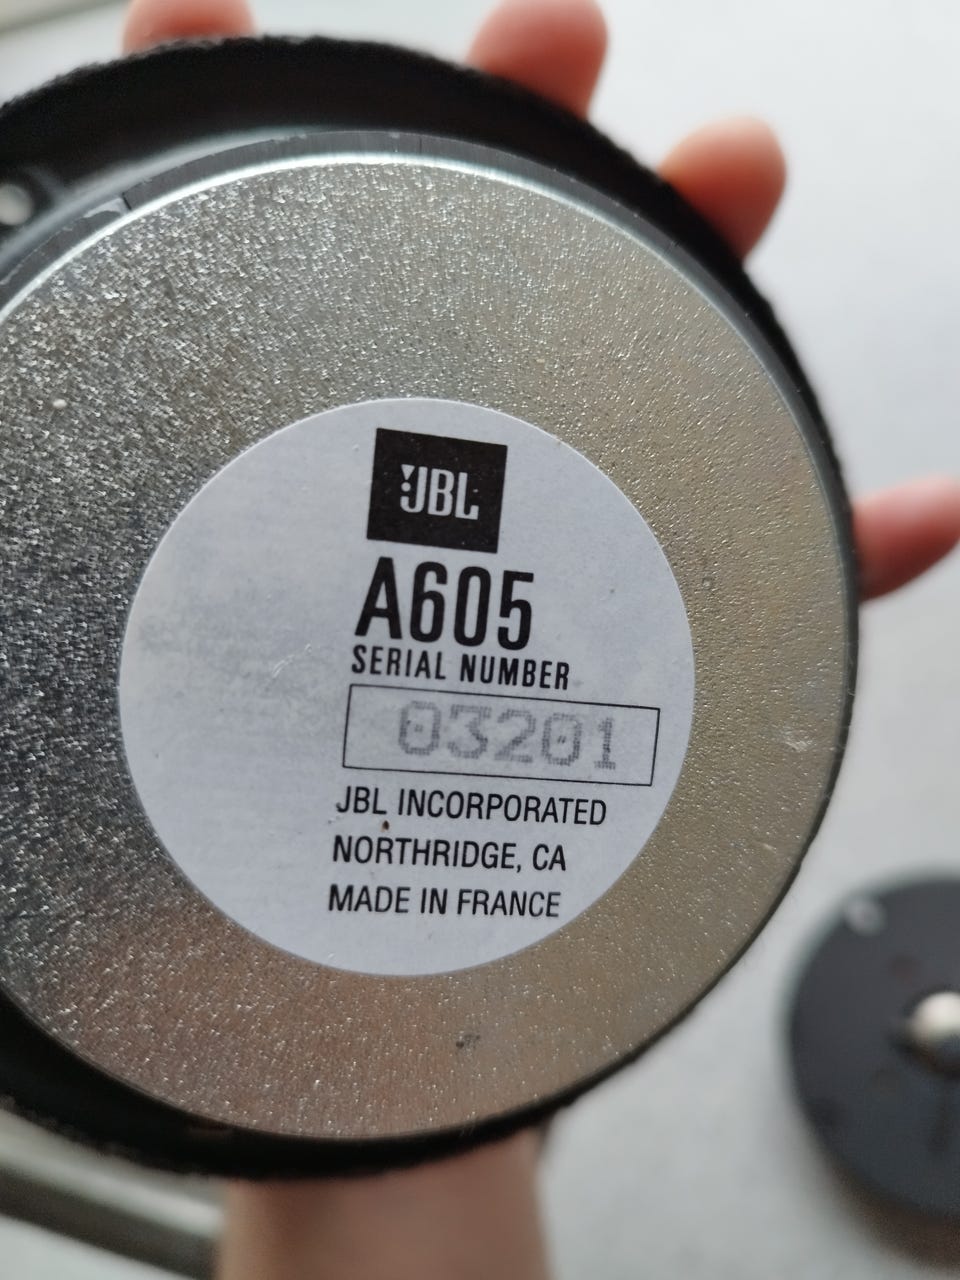 JBL
A605
SERIAL NUMBER
03201
JBL INCORPORATED
NORTHRIDGE, CA
MADE IN FRANCE